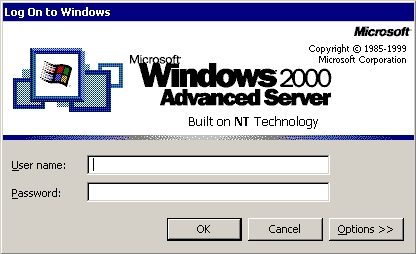 Log On to Windows
Microsoft
Copyright © 1985-1999
Microsoft Corporation
Microsoft
Windows 2000
Advanced Server
Built on NT Technology
User name:
Password:
OK Cancel Options >>